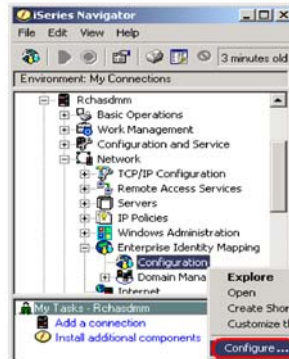 iSeries Navigator
File Edit View Help
3 minutes old
Environment: My Connections
Rchasdmm
Basic Operations
Work Management
Configuration and Service
Network
TCP/IP Configuration
Remote Access Services
Servers
IP Policies
Windows Administration
Enterprise Identity Mapping
Configuration
Domain Mana
Internet
Explore
Open
Create Shor
Customize th
Configure...
My Tasks - Rchasdmm
Add a connection
Install additional components